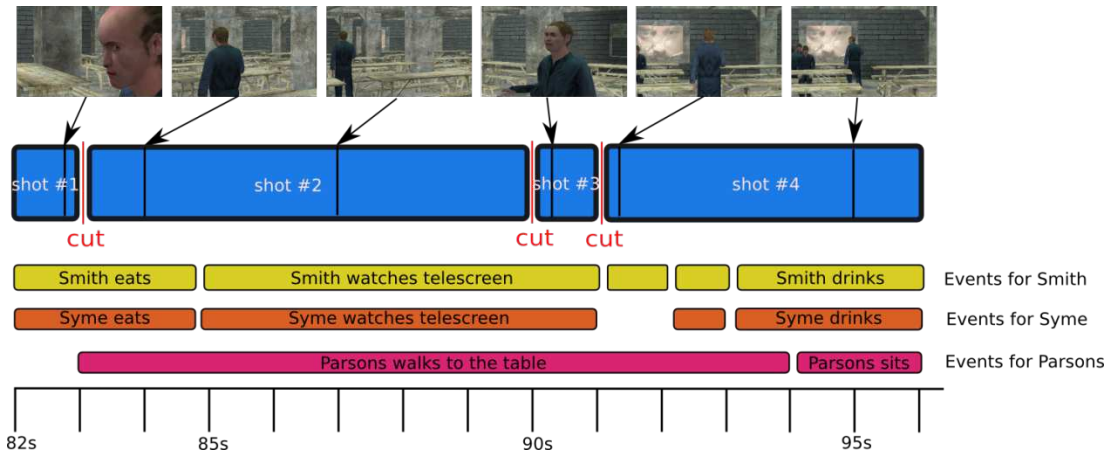 shot #1
shot #2
shot #3
shot #4
cut
cut
cut
Smith eats
Smith watches telescreen
Smith drinks
Events for Smith
Syme eats
Syme watches telescreen
Syme drinks
Events for Syme
Parsons walks to the table
Parsons sits
Events for Parsons
82s
85s
90s
95s